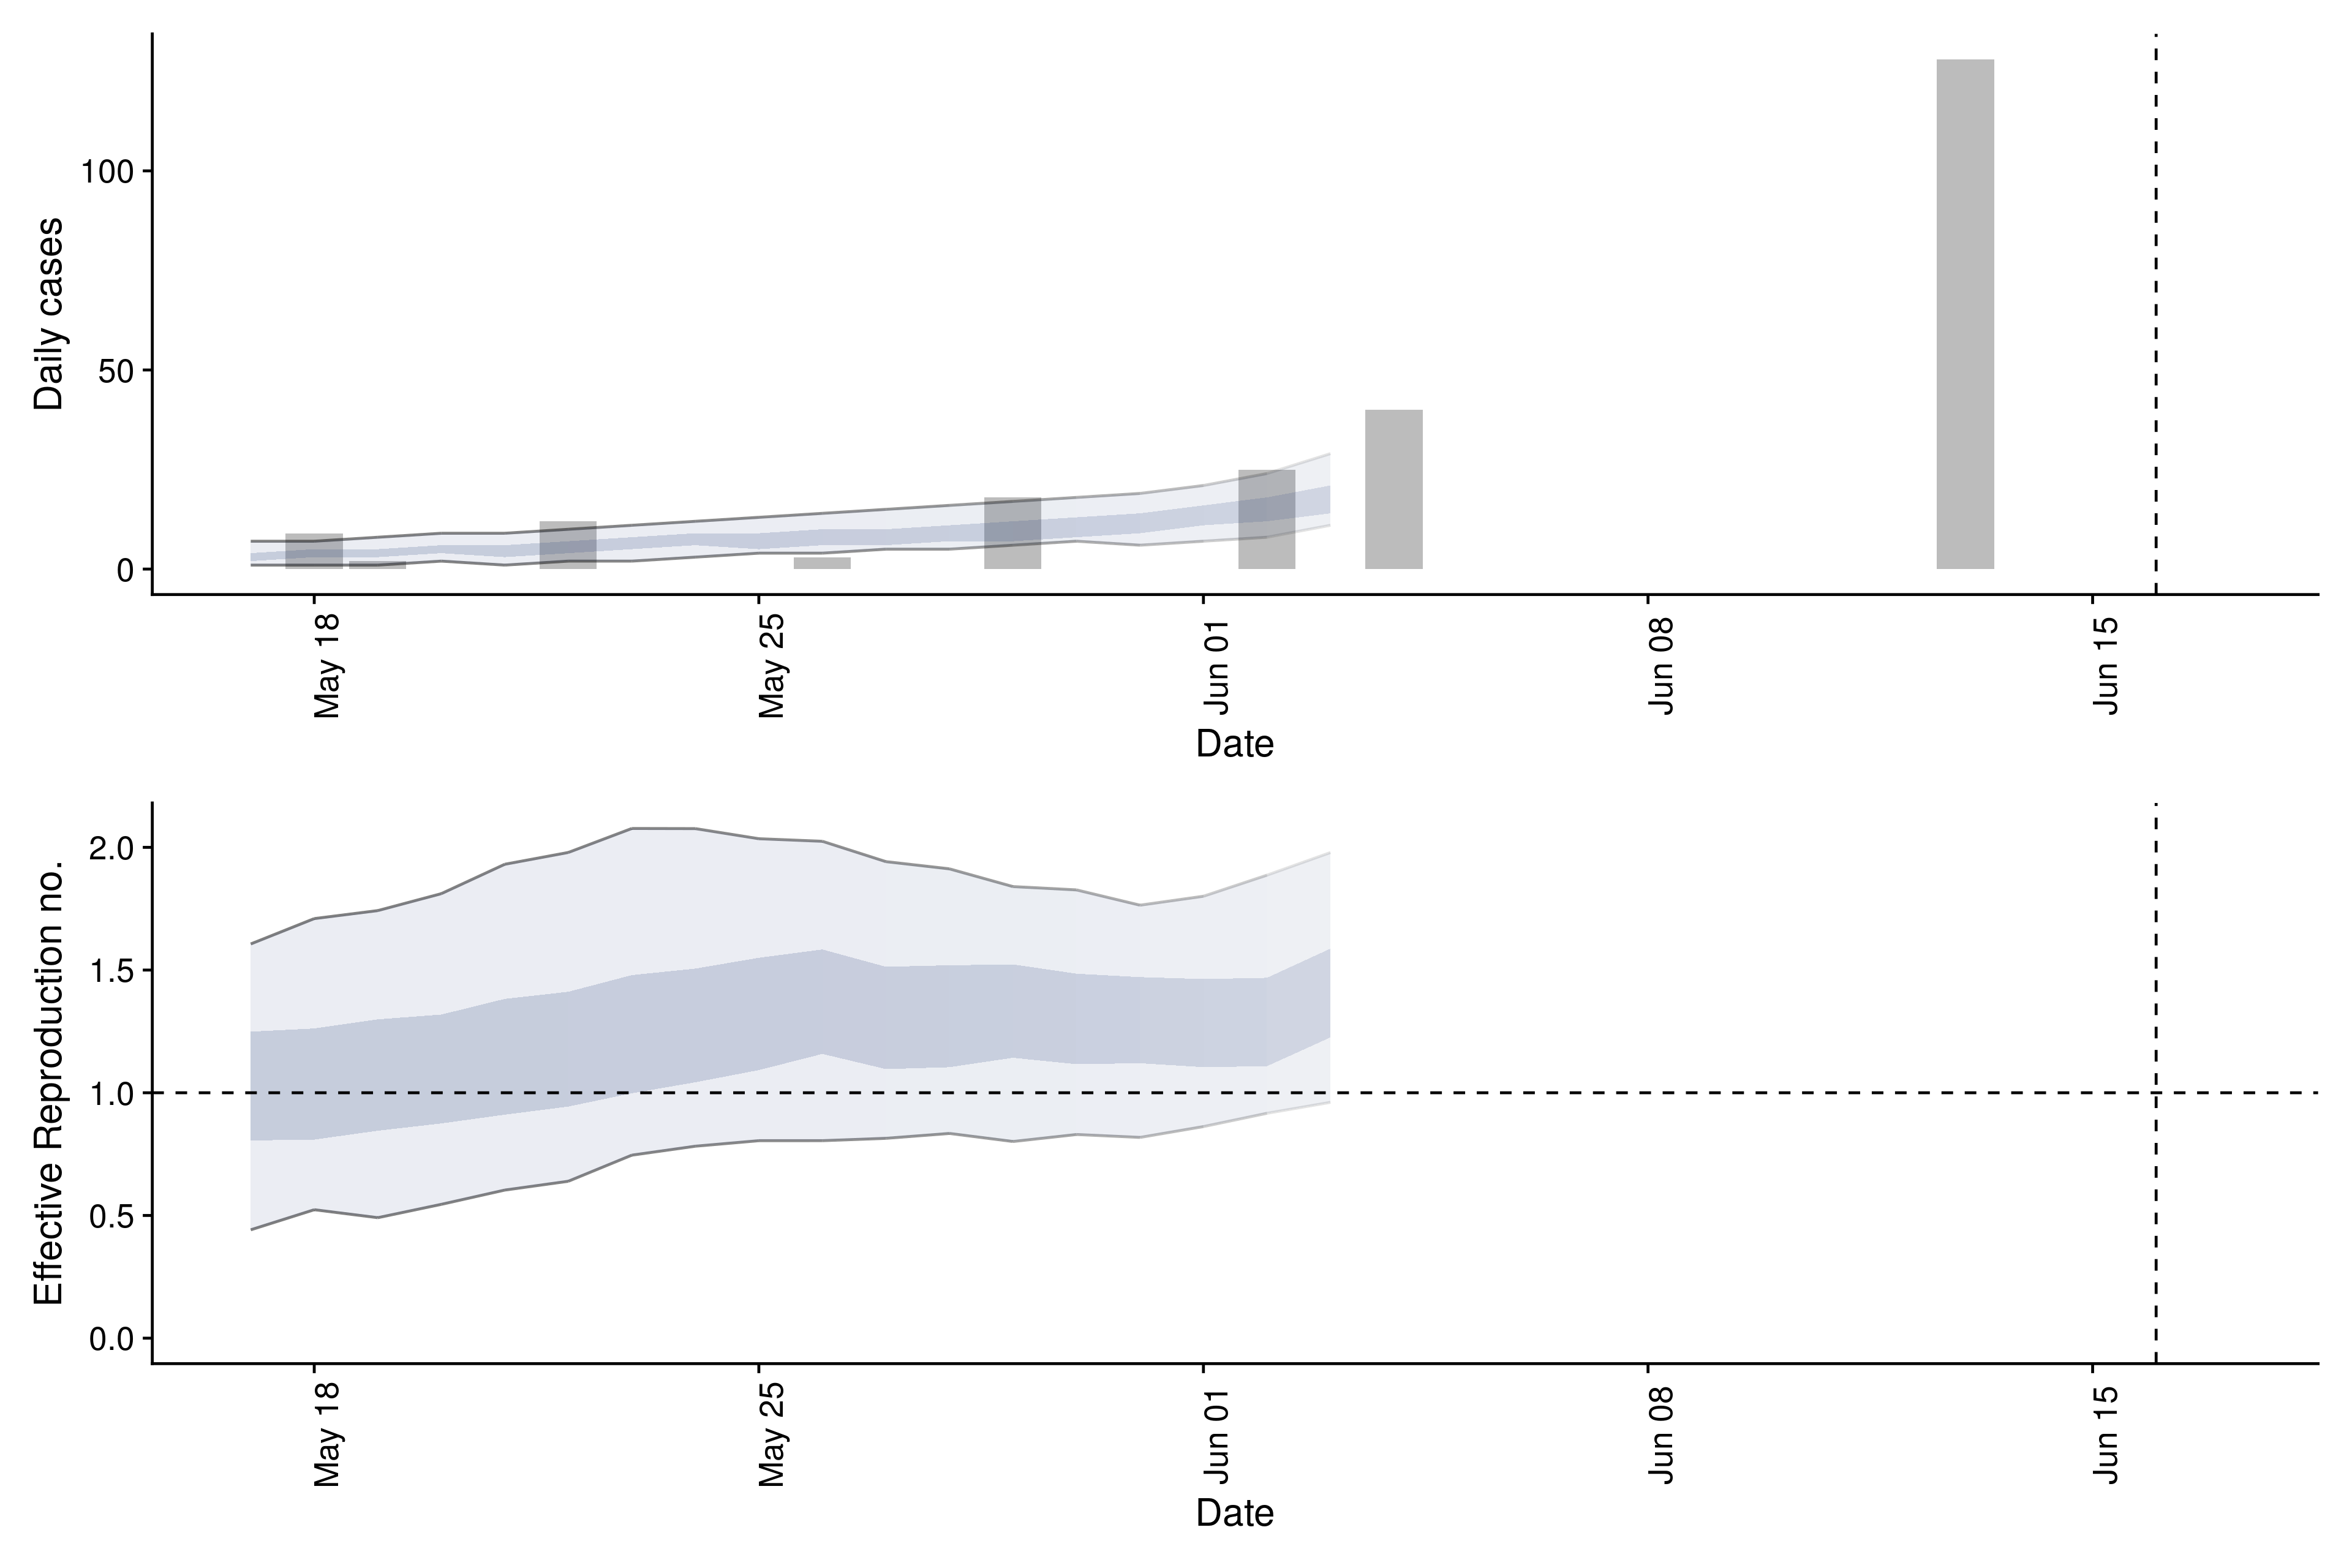 Daily cases
100
50
0
May 18
May 25
Jun 01
Jun 08
Jun 15
Date
Effective Reproduction no.
2.0
1.5
1.0
0.5
0.0
May 18
May 25
Jun 01
Jun 08
Jun 15
Date